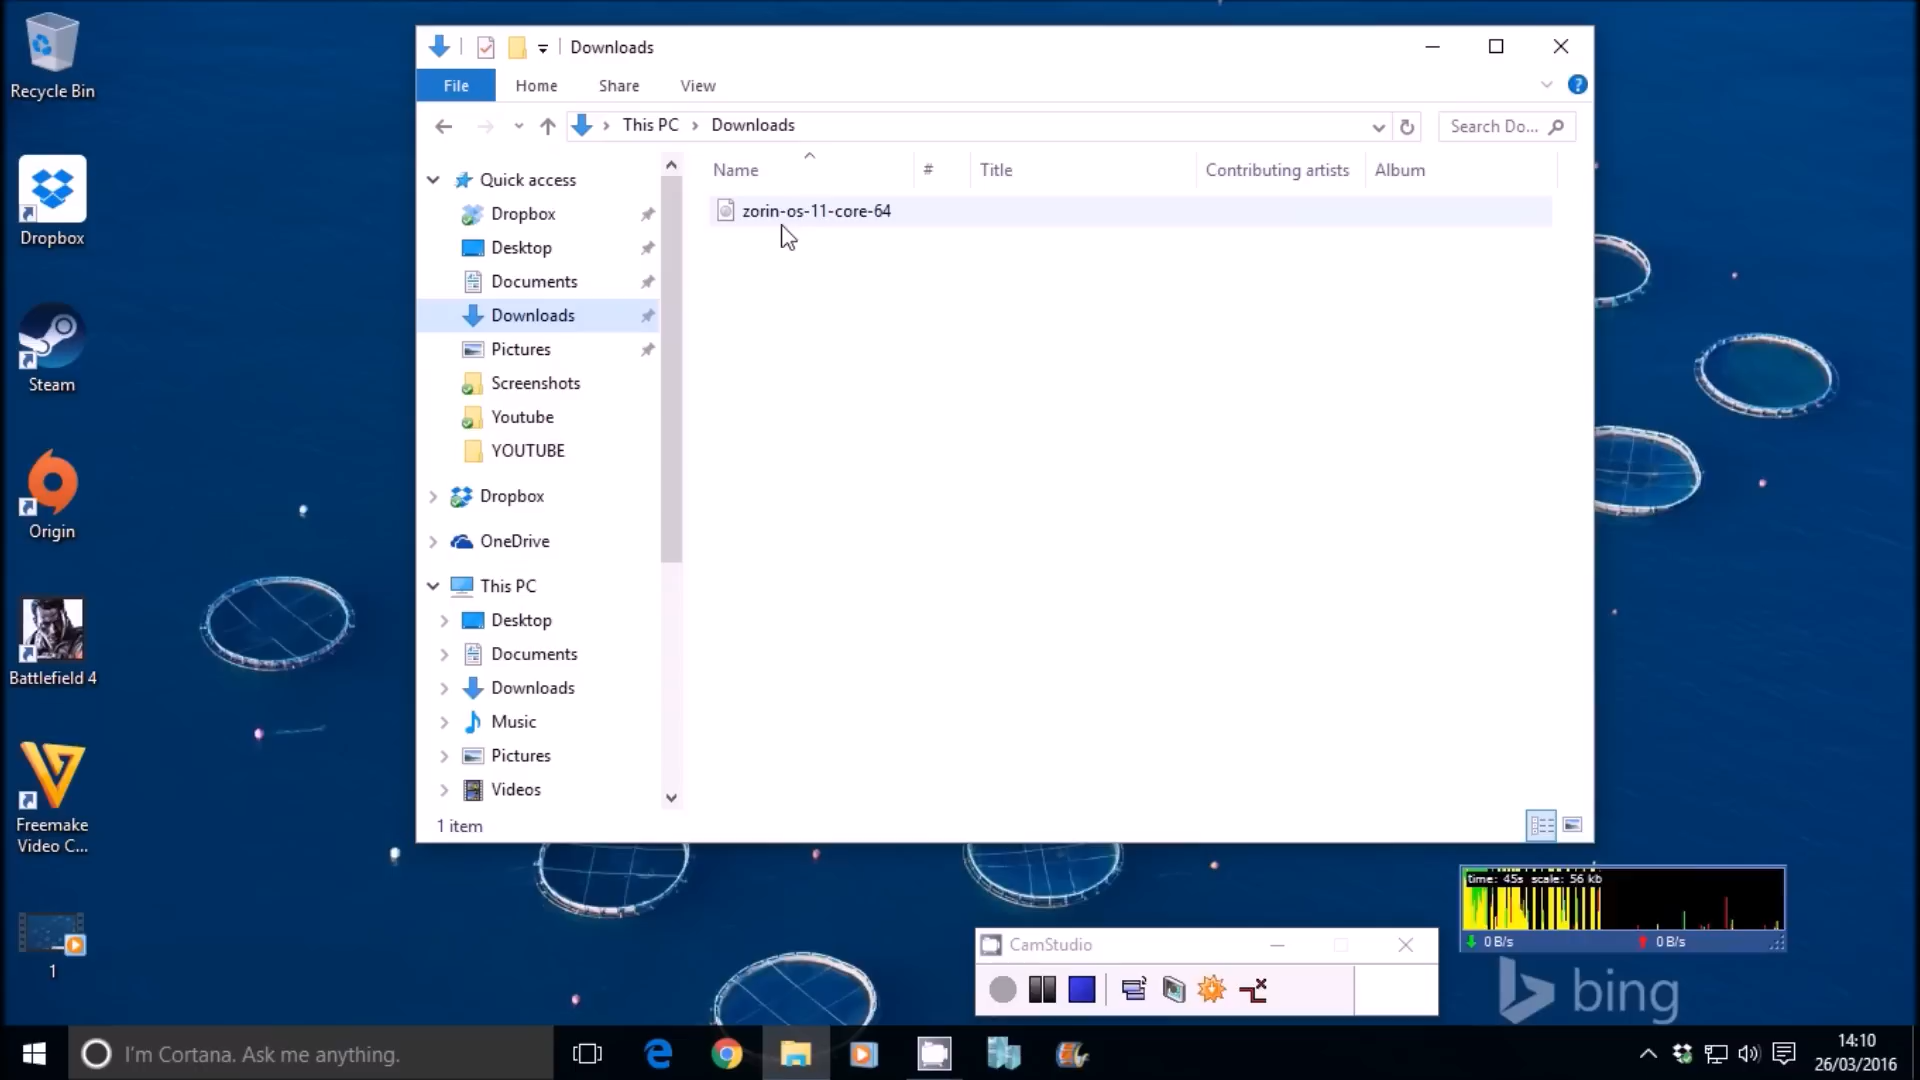 Recycle Bin
Dropbox
Steam
Origin
Battlefield 4
Freemake
Video C...
1
Downloads
File
Home
Share
View
?
This PC
Downloads
Search Do...
Quick access
Dropbox
Desktop
Documents
Downloads
Pictures
Screenshots
Youtube
YOUTUBE
Dropbox
OneDrive
This PC
Desktop
Documents
Downloads
Music
Pictures
Videos
Name
#
Title
Contributing artists
Album
zorin-os-11-core-64
1 item
time: 45s scale: 56 kb
0 B/s
0 B/s
CamStudio
bing
I'm Cortana. Ask me anything.
14:10
26/03/2016